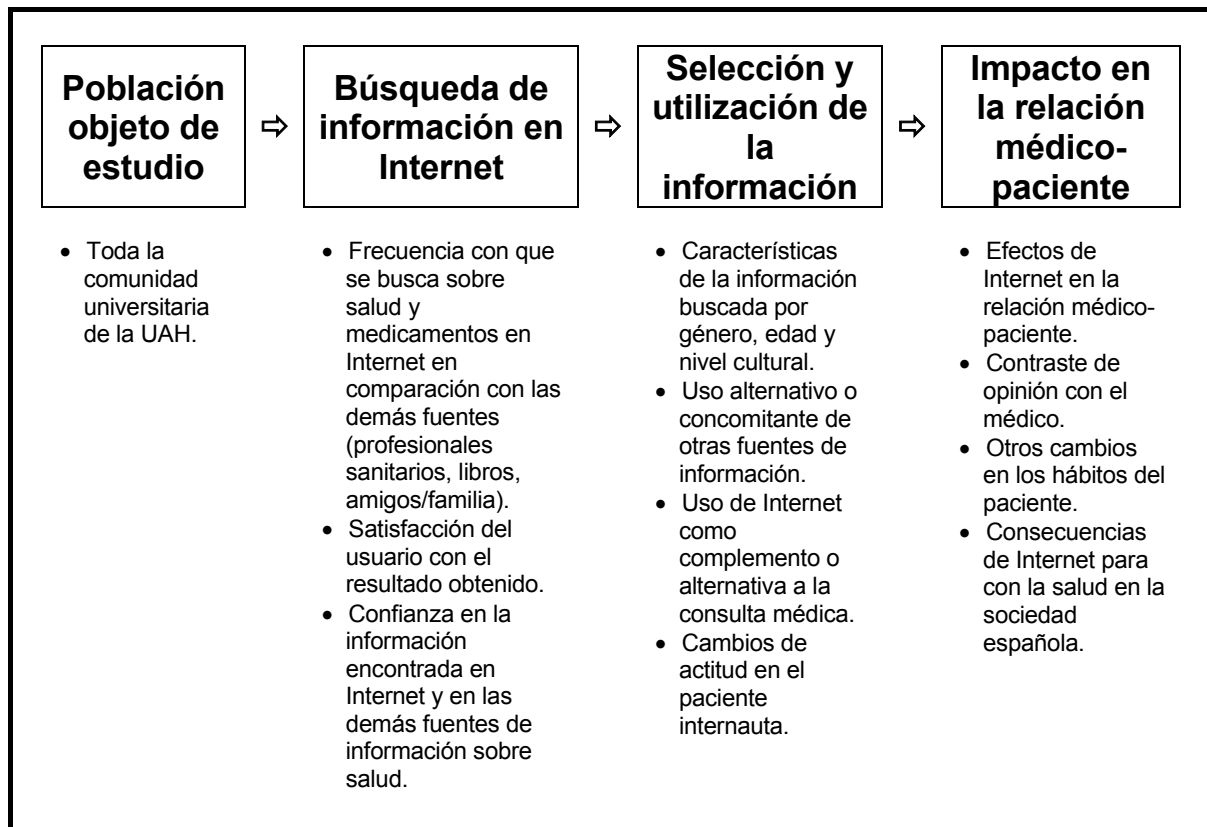 Población
objeto de
estudio
⇨
Búsqueda de
información en
Internet
⇨
Selección y
utilización de
la
información
⇨
Impacto en
la relación
médico-
paciente
• Toda la
comunidad
universitaria
de la UAH.
• Frecuencia con que
se busca sobre
salud y
medicamentos en
Internet en
comparación con las
demás fuentes
(profesionales
sanitarios, libros,
amigos/familia).
• Satisfacción del
usuario con el
resultado obtenido.
• Confianza en la
información
encontrada en
Internet y en las
demás fuentes de
información sobre
salud.
• Características
de la información
buscada por
género, edad y
nivel cultural.
• Uso alternativo o
concomitante de
otras fuentes de
información.
• Uso de Internet
como
complemento o
alternativa a la
consulta médica.
• Cambios de
actitud en el
paciente
internauta.
• Efectos de
Internet en la
relación médico-
paciente.
• Contraste de
opinión con el
médico.
• Otros cambios
en los hábitos del
paciente.
• Consecuencias
de Internet para
con la salud en la
sociedad
española.